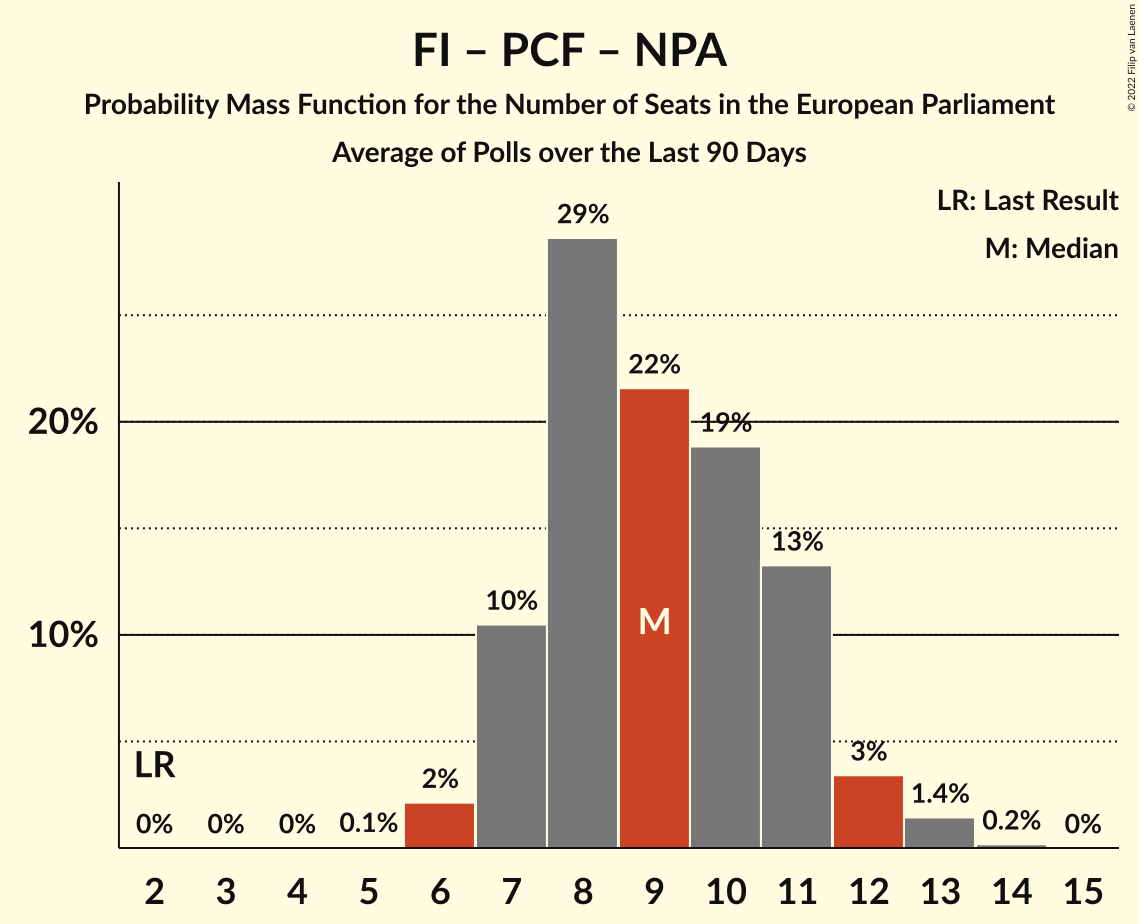 FI – PCF – NPA
Probability Mass Function for the Number of Seats in the European Parliament
Average of Polls over the Last 90 Days
© 2022 Filip van Laenen
LR: Last Result
M: Median
29%
22%
20%
19%
13%
10%
10%
M
LR
3%
2%
1.4%
0% 0% 0% 0.1% 0.2% 0%
2 3 4 5 6 7 8 9 10 11 12 13 14 15